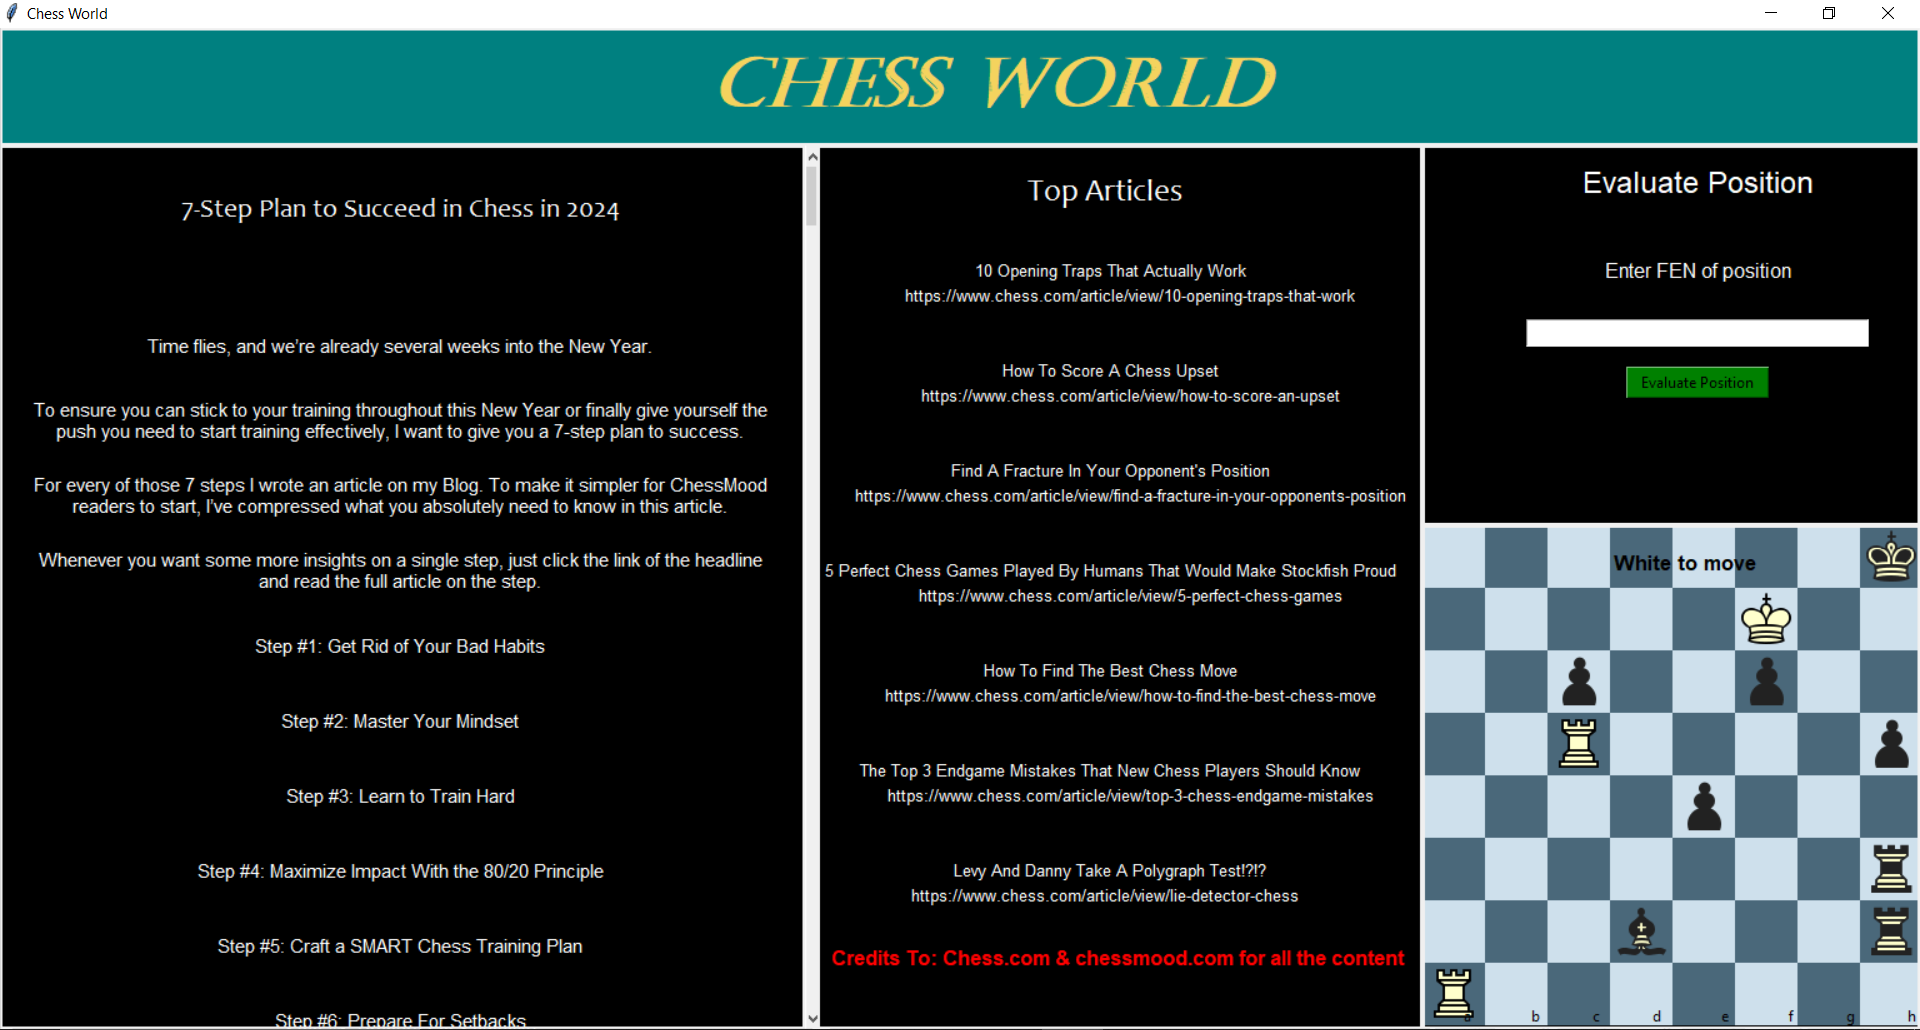 Chess World
CHESS WORLD
7-Step Plan to Succeed in Chess in 2024
Time flies, and we’re already several weeks into the New Year.
To ensure you can stick to your training throughout this New Year or finally give yourself the
push you need to start training effectively, I want to give you a 7-step plan to success.
For every of those 7 steps I wrote an article on my Blog. To make it simpler for ChessMood
readers to start, I’ve compressed what you absolutely need to know in this article.
Whenever you want some more insights on a single step, just click the link of the headline
and read the full article on the step.
Step #1: Get Rid of Your Bad Habits
Step #2: Master Your Mindset
Step #3: Learn to Train Hard
Step #4: Maximize Impact With the 80/20 Principle
Step #5: Craft a SMART Chess Training Plan
Step #6: Prepare For Setbacks
Top Articles
10 Opening Traps That Actually Work
https://www.chess.com/article/view/10-opening-traps-that-work
How To Score A Chess Upset
https://www.chess.com/article/view/how-to-score-an-upset
Find A Fracture In Your Opponent's Position
https://www.chess.com/article/view/find-a-fracture-in-your-opponents-position
5 Perfect Chess Games Played By Humans That Would Make Stockfish Proud
https://www.chess.com/article/view/5-perfect-chess-games
How To Find The Best Chess Move
https://www.chess.com/article/view/how-to-find-the-best-chess-move
The Top 3 Endgame Mistakes That New Chess Players Should Know
https://www.chess.com/article/view/top-3-chess-endgame-mistakes
Levy And Danny Take A Polygraph Test!?!?
https://www.chess.com/article/view/lie-detector-chess
Credits To: Chess.com & chessmood.com for all the content
Evaluate Position
Enter FEN of position
Evaluate Position
White to move
a b c d e f g h